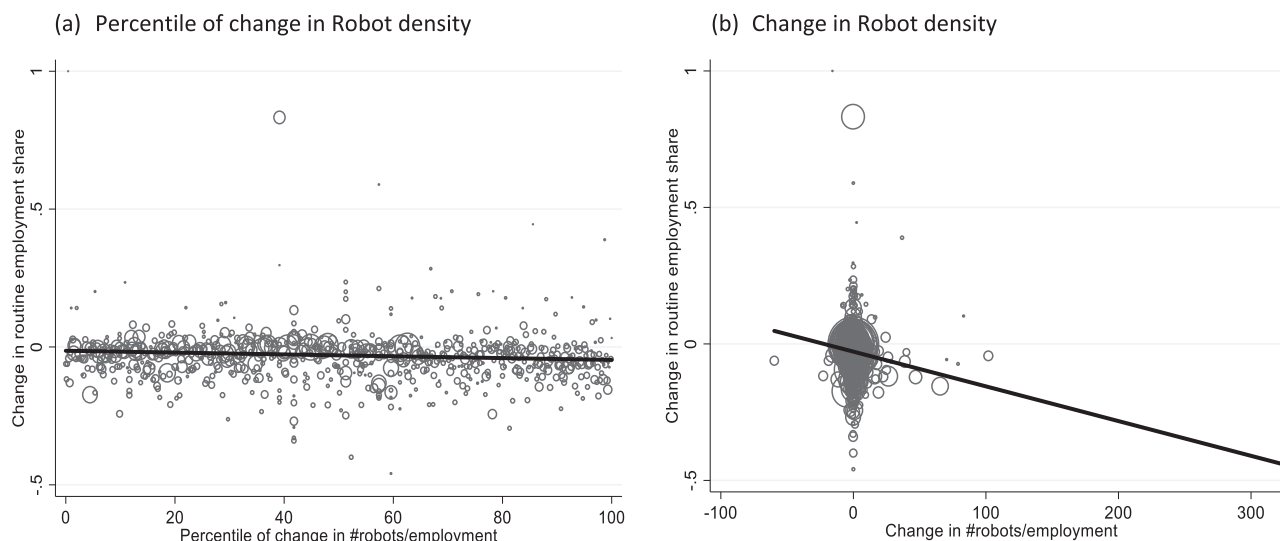 (a) Percentile of change in Robot density
Change in routine employment share
1
.5
0
-.5
0 20 40 60 80 100
Percentile of change in #robots/employment
(b) Change in Robot density
Change in routine employment share
1
.5
0
-.5
-100 0 100 200 300
Change in #robots/employment